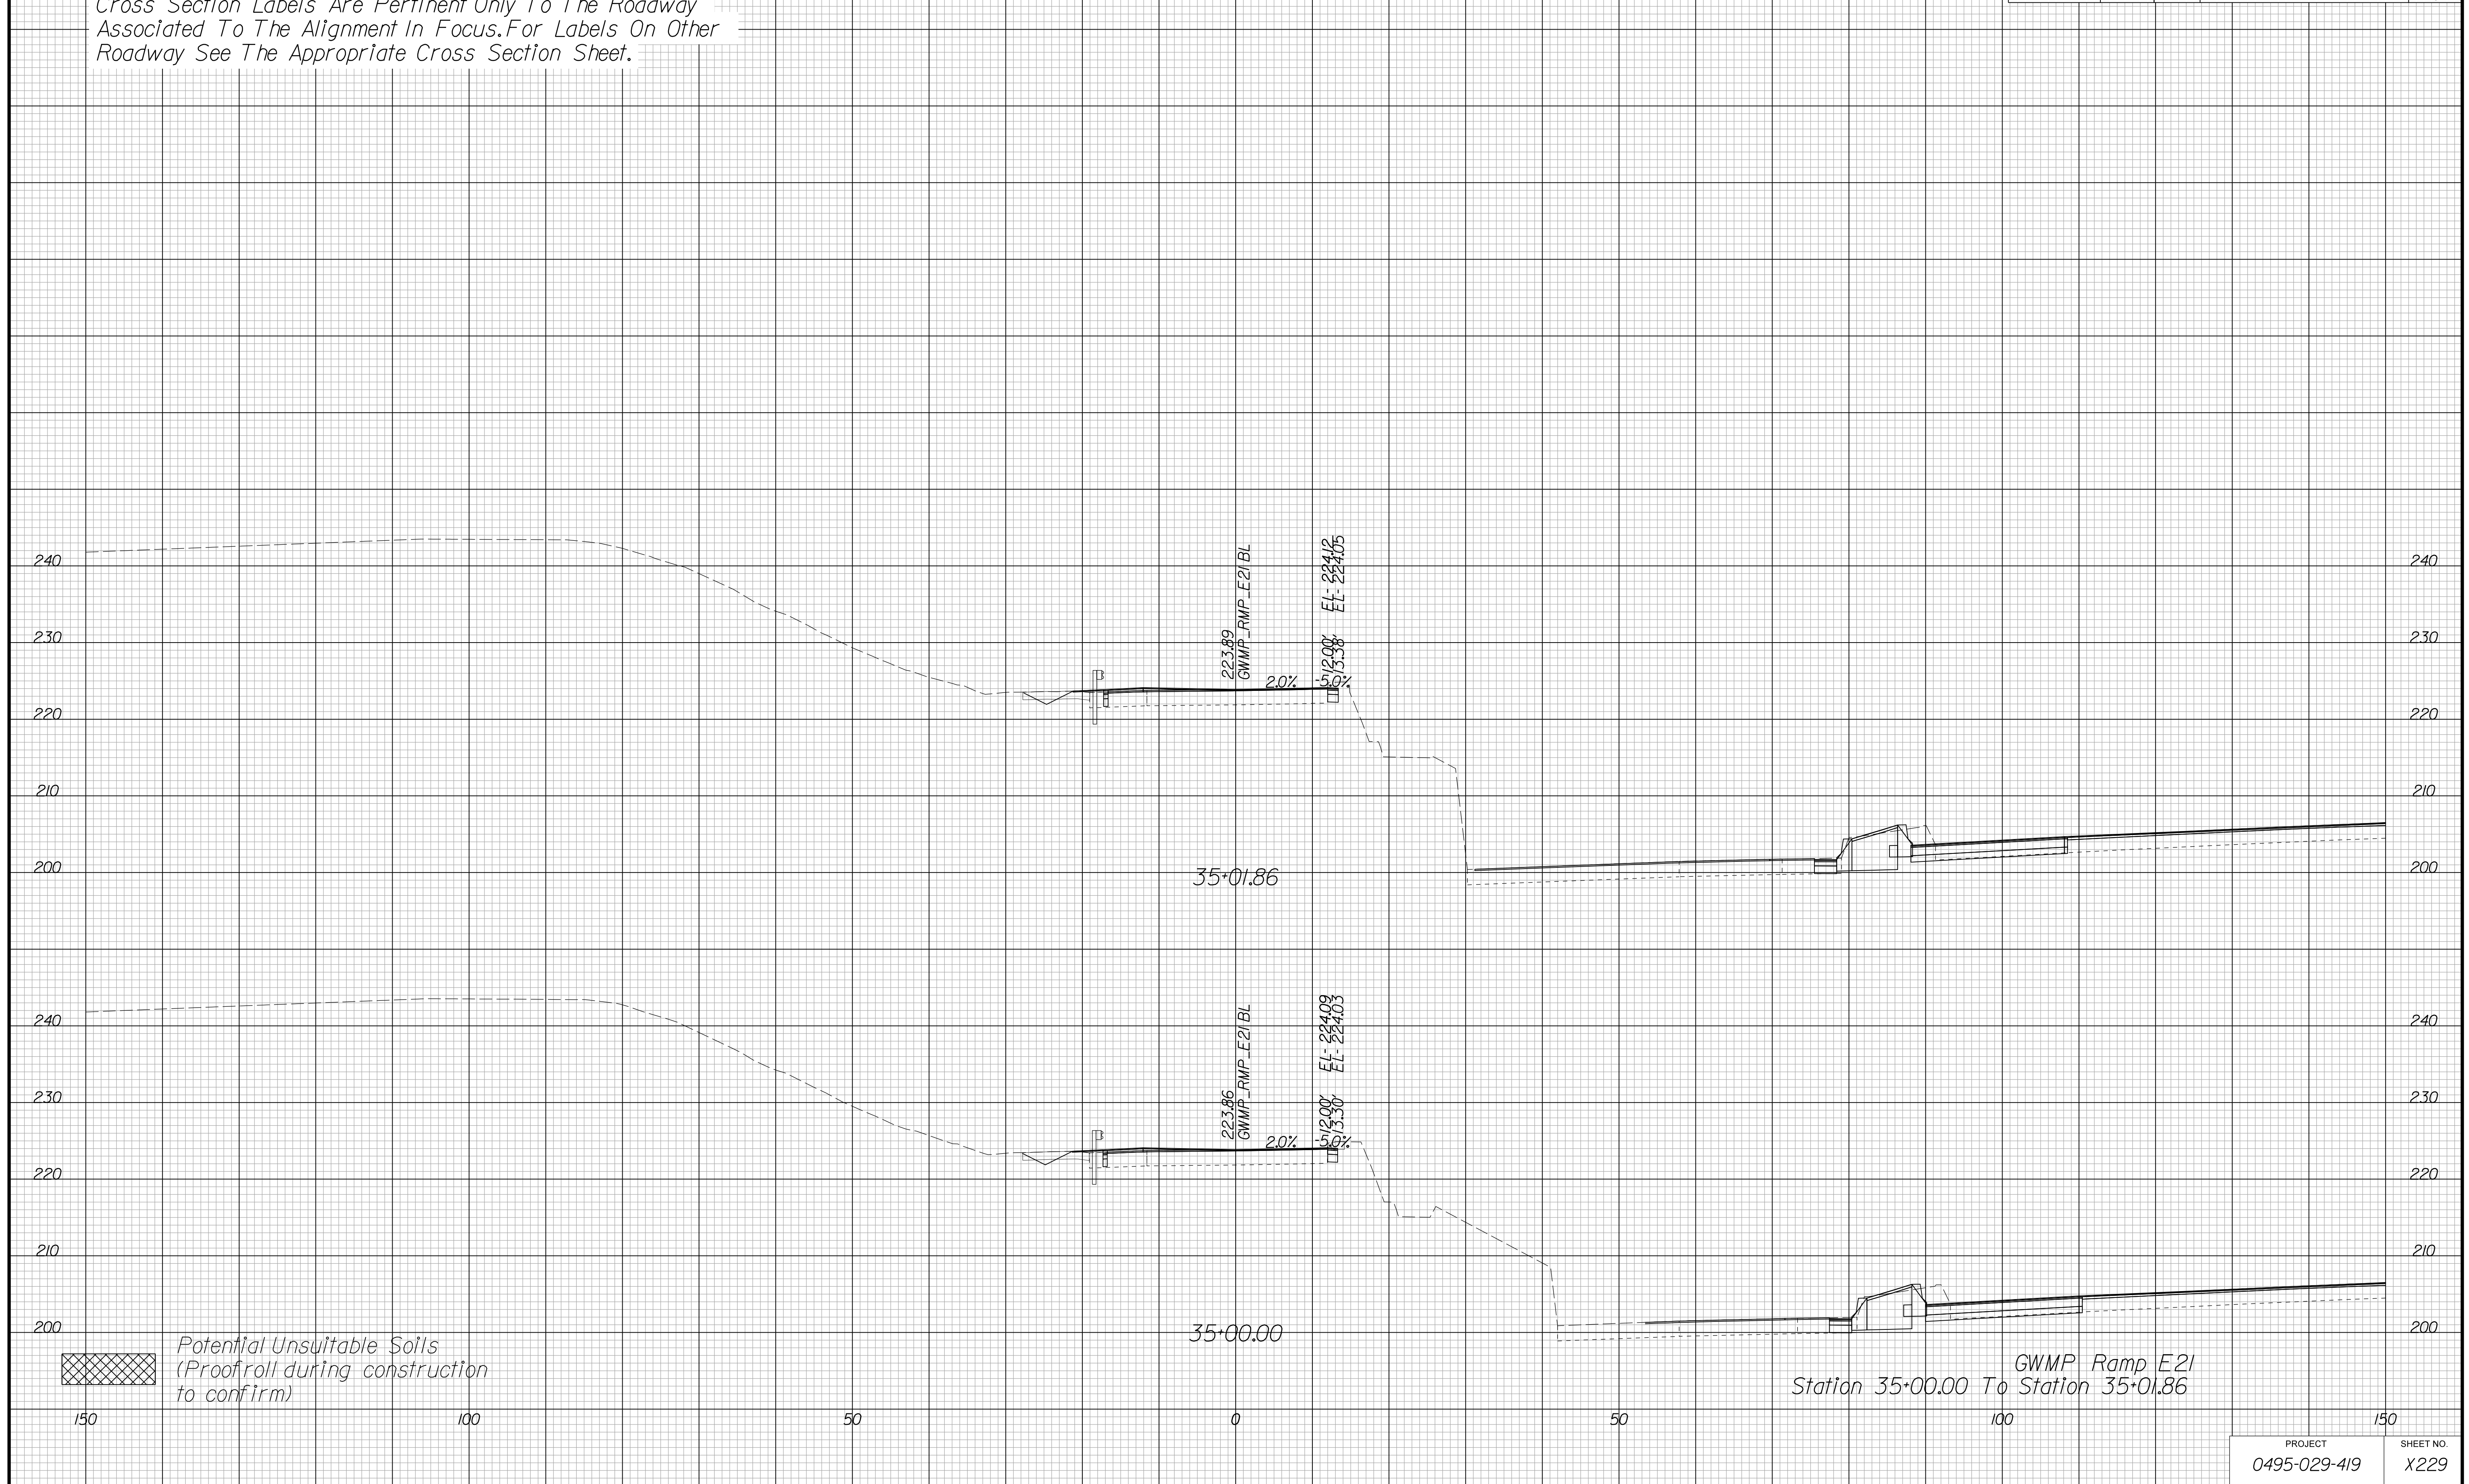 Cross Section Labels Are Pertinent Only To The Roadway
Associated To The Alignment In Focus. For Labels On Other
Roadway See The Appropriate Cross Section Sheet.
240
230
220
210
200
240
230
220
210
200
223.89
GWMP_RMP_E21 BL
2.0%
-5.0%
12.00' EL- 224.12
13.38' EL- 224.05
35+01.86
240
230
220
210
200
240
230
220
210
200
223.86
GWMP_RMP_E21 BL
2.0%
-5.0%
12.00' EL- 224.09
13.30' EL- 224.03
35+00.00
Potential Unsuitable Soils
(Proofroll during construction
to confirm)
GWMP Ramp E21
Station 35+00.00 To Station 35+01.86
150 100 50 0 50 100 150
PROJECT SHEET NO.
0495-029-419 X229